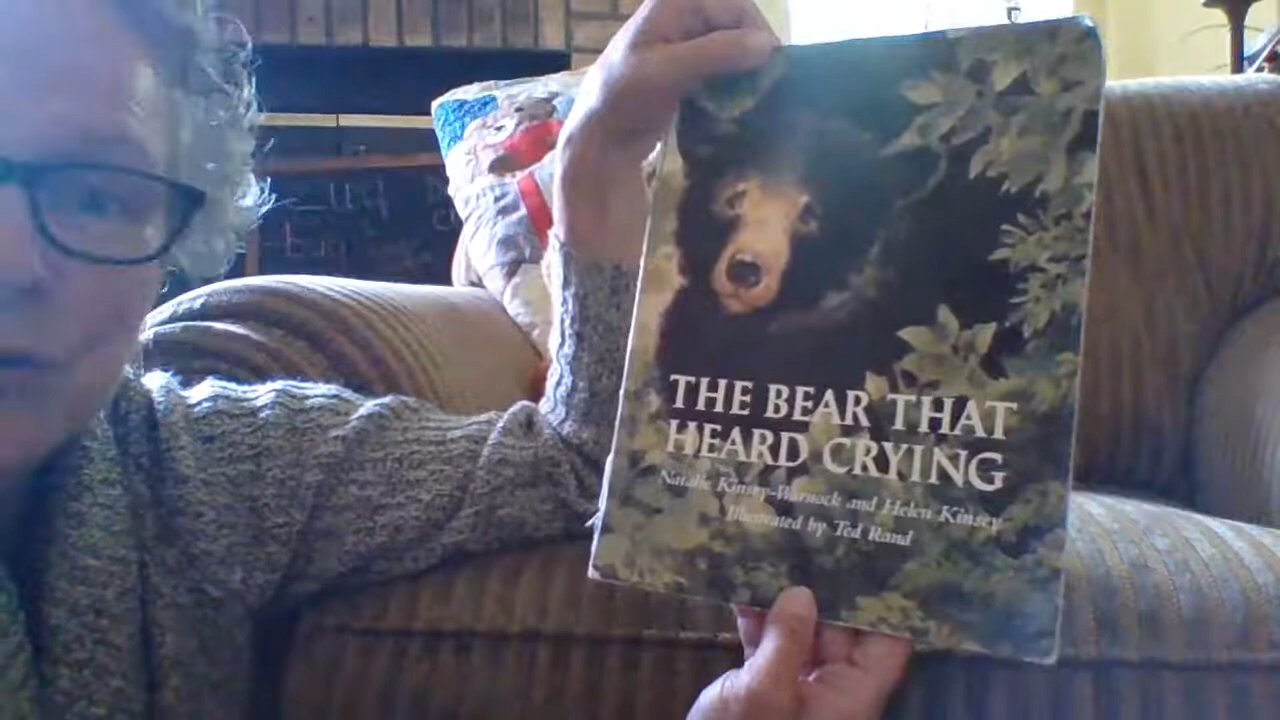 THE BEAR THAT
HEARD CRYING
Natalie Kinsey-Warnock and Helen Kinsey
Illustrated by Ted Rand